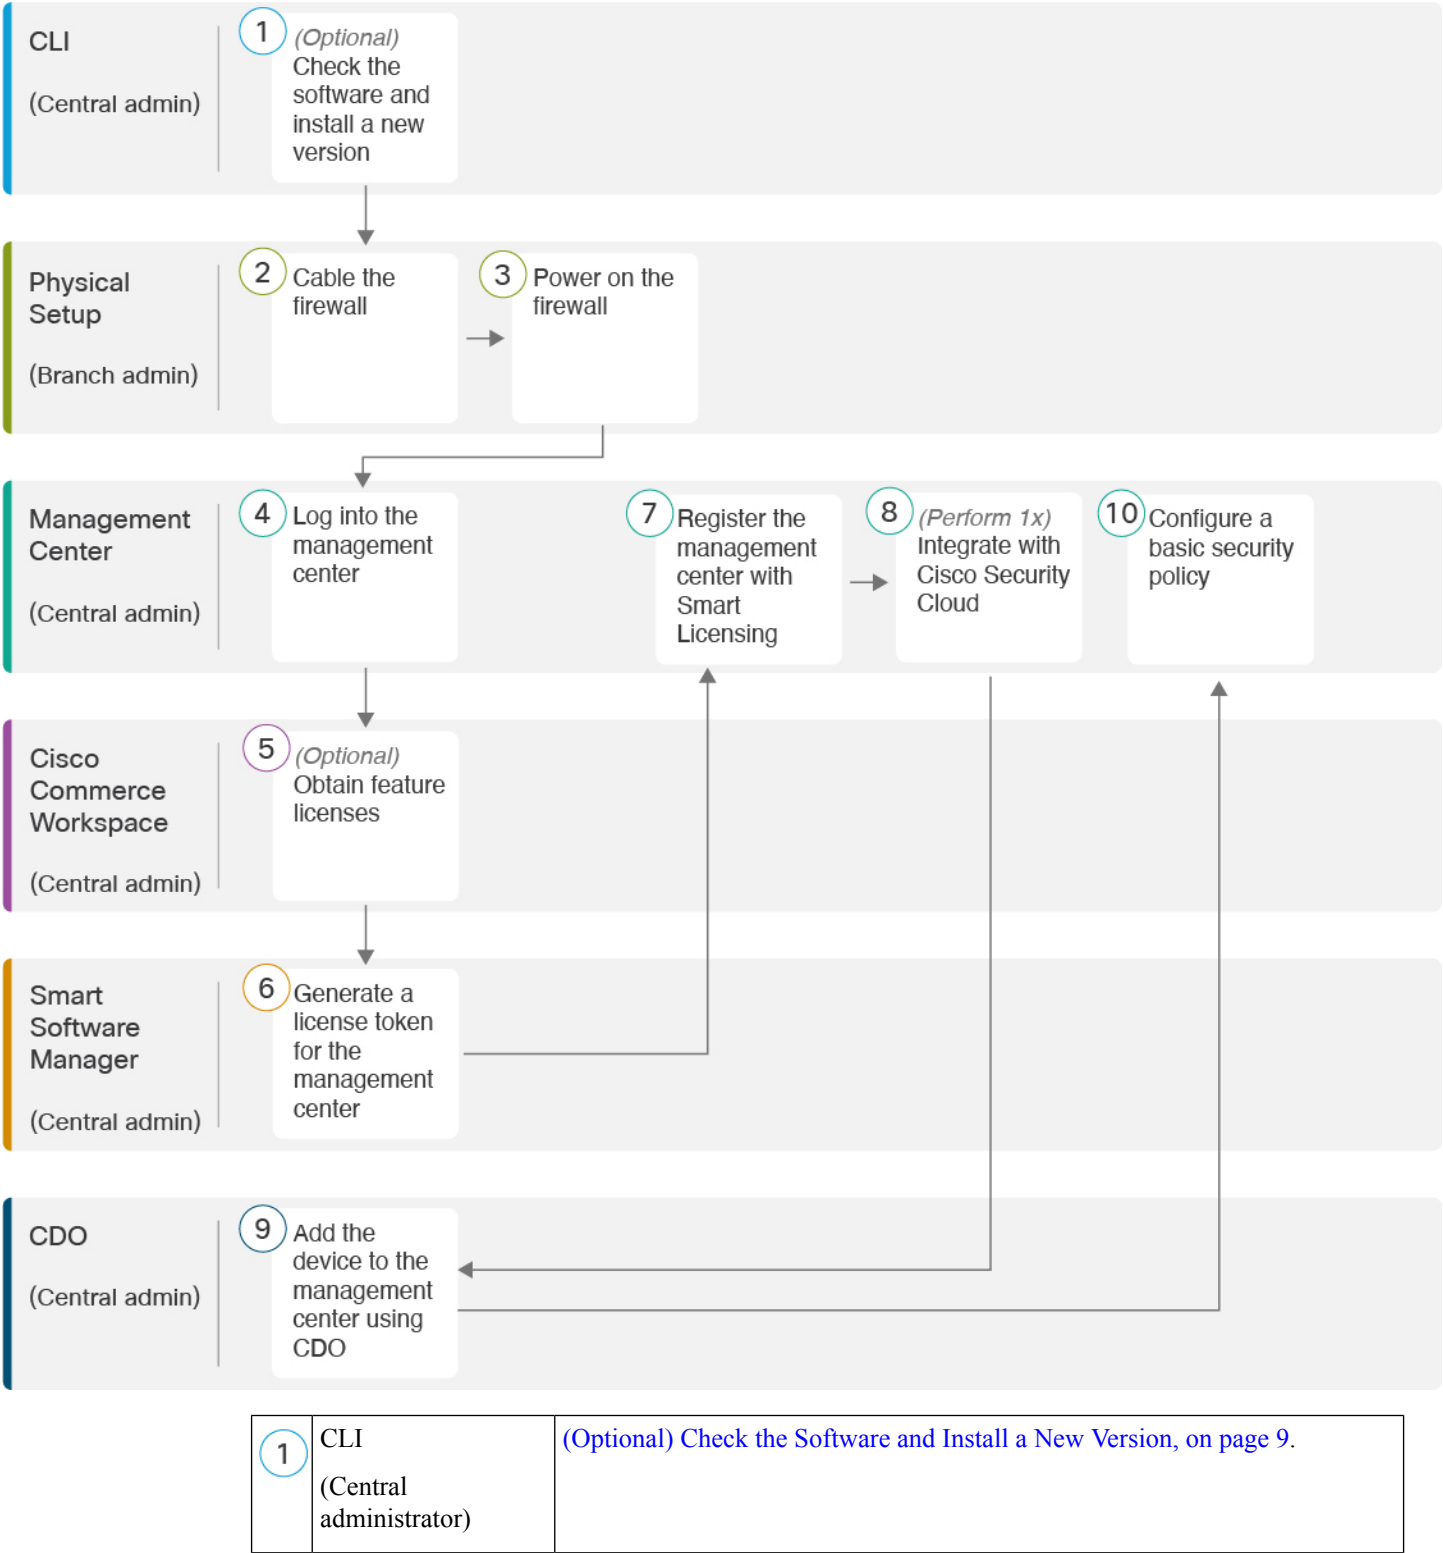 CLI
(Central admin)
1
(Optional)
Check the
software and
install a new
version
Physical
Setup
(Branch admin)
2
Cable the
firewall
3
Power on the
firewall
Management
Center
(Central admin)
4
Log into the
management
center
7
Register the
management
center with
Smart
Licensing
8
(Perform 1x)
Integrate with
Cisco Security
Cloud
10
Configure a
basic security
policy
Cisco
Commerce
Workspace
(Central admin)
5
(Optional)
Obtain feature
licenses
Smart
Software
Manager
(Central admin)
6
Generate a
license token
for the
management
center
CDO
(Central admin)
9
Add the
device to the
management
center using
CDO
1
CLI
(Central
administrator)
(Optional) Check the Software and Install a New Version, on page 9.